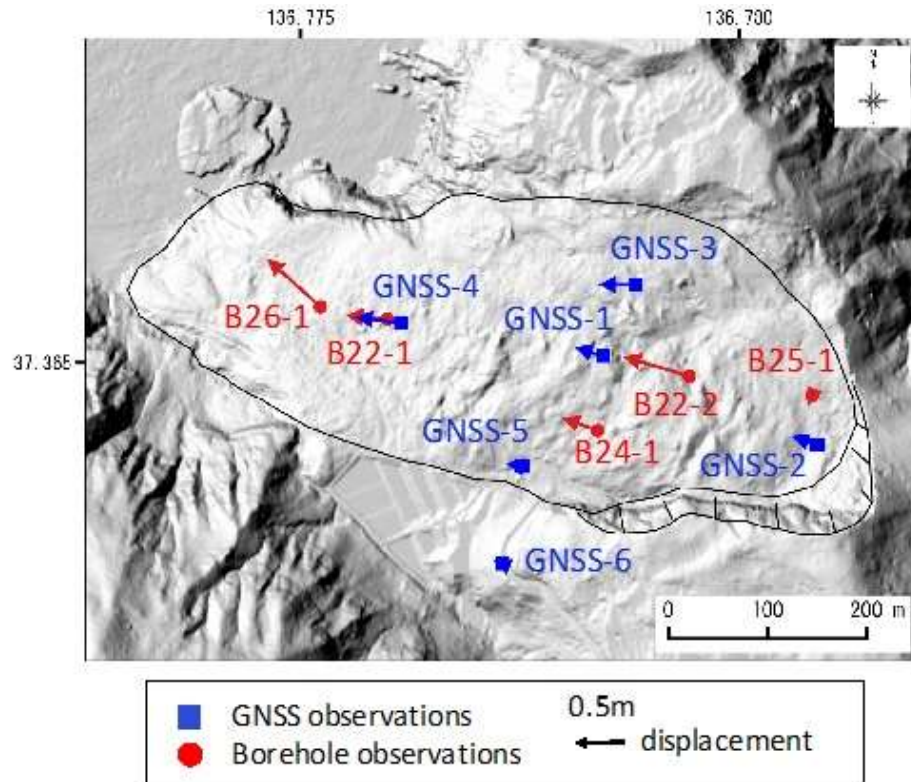 136.775 136.700
N
GNSS-3
GNSS-4
GNSS-1
B26-1
B22-1
37.365
B25-1
B22-2
GNSS-5
B24-1
GNSS-2
GNSS-6
0 100 200 m
GNSS observations
0.5m
Borehole observations
displacement